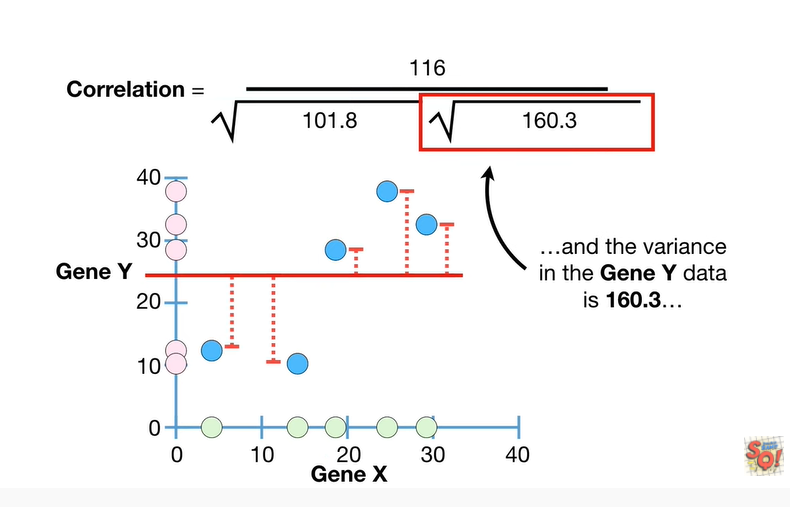 116
Correlation =
√101.8 √160.3
40
30
Gene Y
20
10
0
…and the variance
in the Gene Y data
is 160.3…
0 10 20 30 40
Gene X
SQ!